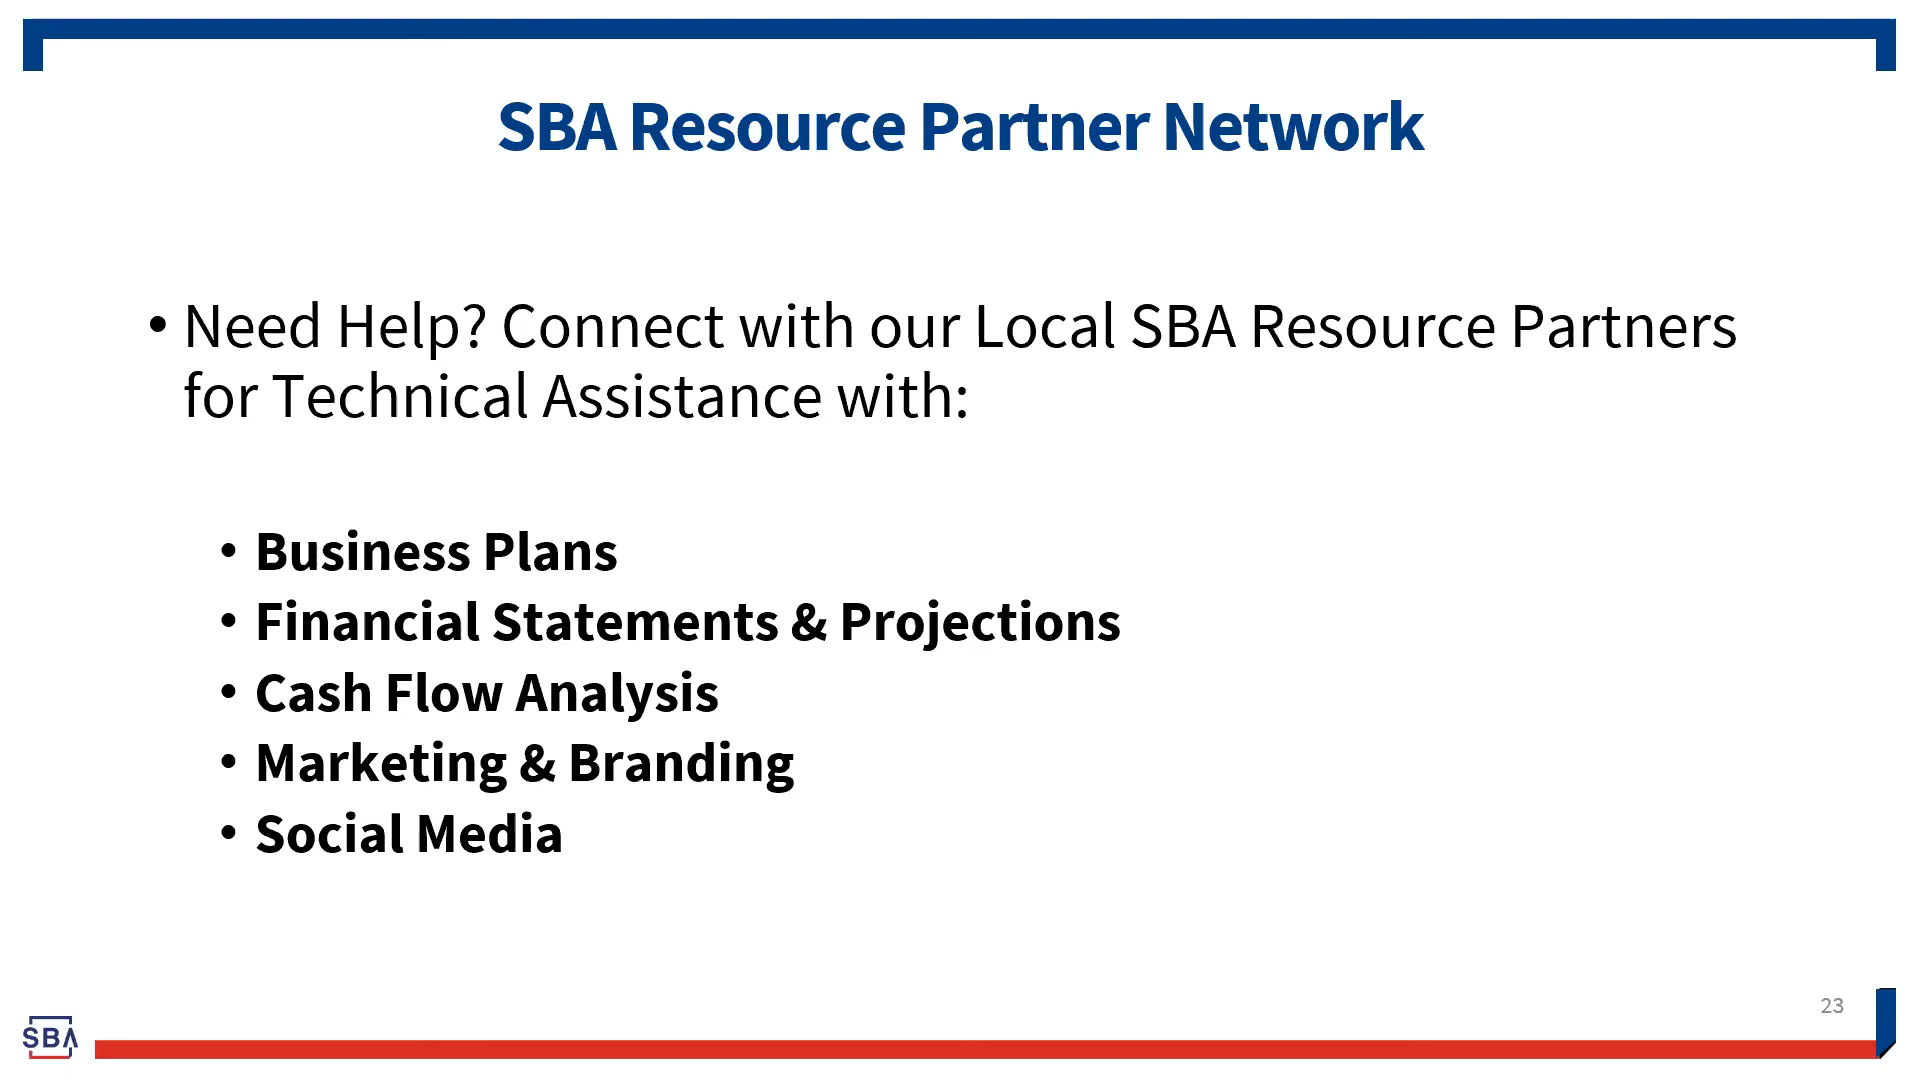 SBA Resource Partner Network
• Need Help? Connect with our Local SBA Resource Partners
for Technical Assistance with:
• Business Plans
• Financial Statements & Projections
• Cash Flow Analysis
• Marketing & Branding
• Social Media
23
SBA